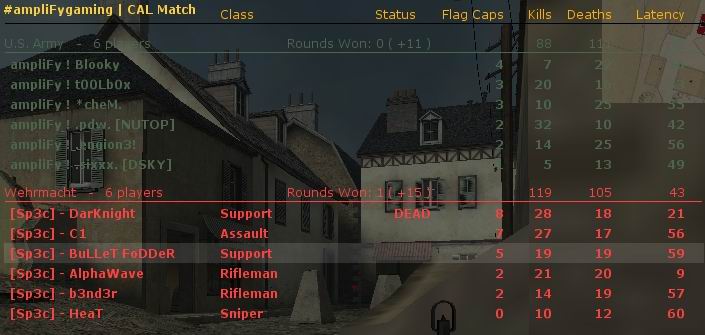 #ampliFygaming | CAL Match Class Status Flag Caps Kills Deaths Latency
U.S. Army - 6 players Rounds Won: 0 ( +11 ) 88
ampliFy ! Blooky 4 7
ampliFy ! t00Lb0x 3 20
ampliFy ! *cheM. 3 10 25 55
ampliFy ! .pdw. [NUTOP] 2 32 10 42
ampliFy ! 2 14 25 56
ampliFy ! [DSKY] 5 13 49
Wehrmacht - 6 players Rounds Won: 1 ( +15 ) 119 105 43
[Sp3c] - DarKnight Support DEAD 8 28 18 21
[Sp3c] - C1 Assault 7 27 17 56
[Sp3c] - BuLLeT FoDDeR Support 5 19 19 59
[Sp3c] - AlphaWave Rifleman 2 21 20 9
[Sp3c] - b3nd3r Rifleman 2 14 19 57
[Sp3c] - HeaT Sniper 0 10 12 60